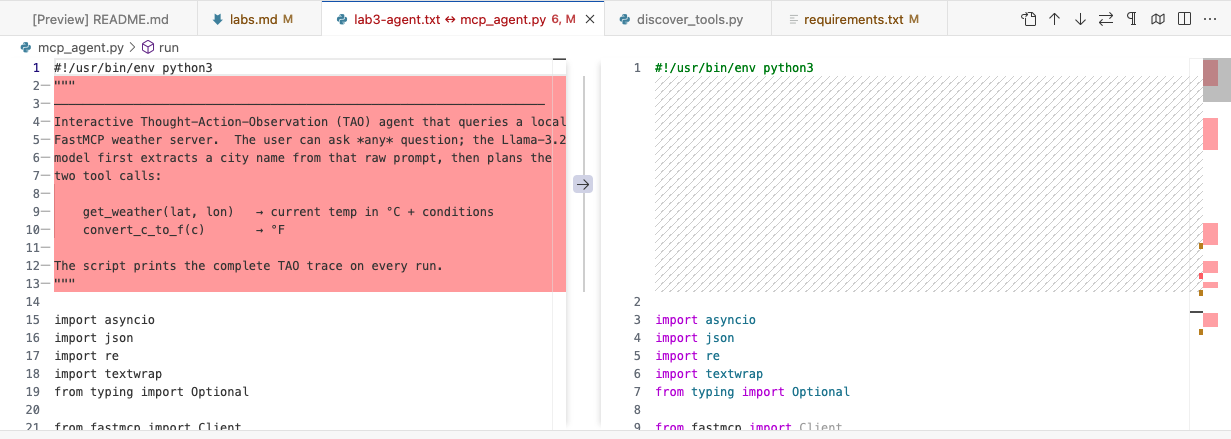 [Preview] README.md
labs.md M
lab3-agent.txt ↔ mcp_agent.py 6, M
discover_tools.py
requirements.txt M
mcp_agent.py > run
1 #!/usr/bin/env python3
2— """
3— ────────────────────────────────────────────────────────────────────
4— Interactive Thought-Action-Observation (TAO) agent that queries a local
5— FastMCP weather server.  The user can ask *any* question; the Llama-3.2
6— model first extracts a city name from that raw prompt, then plans the
7— two tool calls:
8—
9—     get_weather(lat, lon)   → current temp in °C + conditions
10—     convert_c_to_f(c)       → °F
11—
12— The script prints the complete TAO trace on every run.
13— """
14
15 import asyncio
16 import json
17 import re
18 import textwrap
19 from typing import Optional
20
21 from fastmcp import Client
1 #!/usr/bin/env python3
2
3 import asyncio
4 import json
5 import re
6 import textwrap
7 from typing import Optional
8
9 from fastmcp import Client